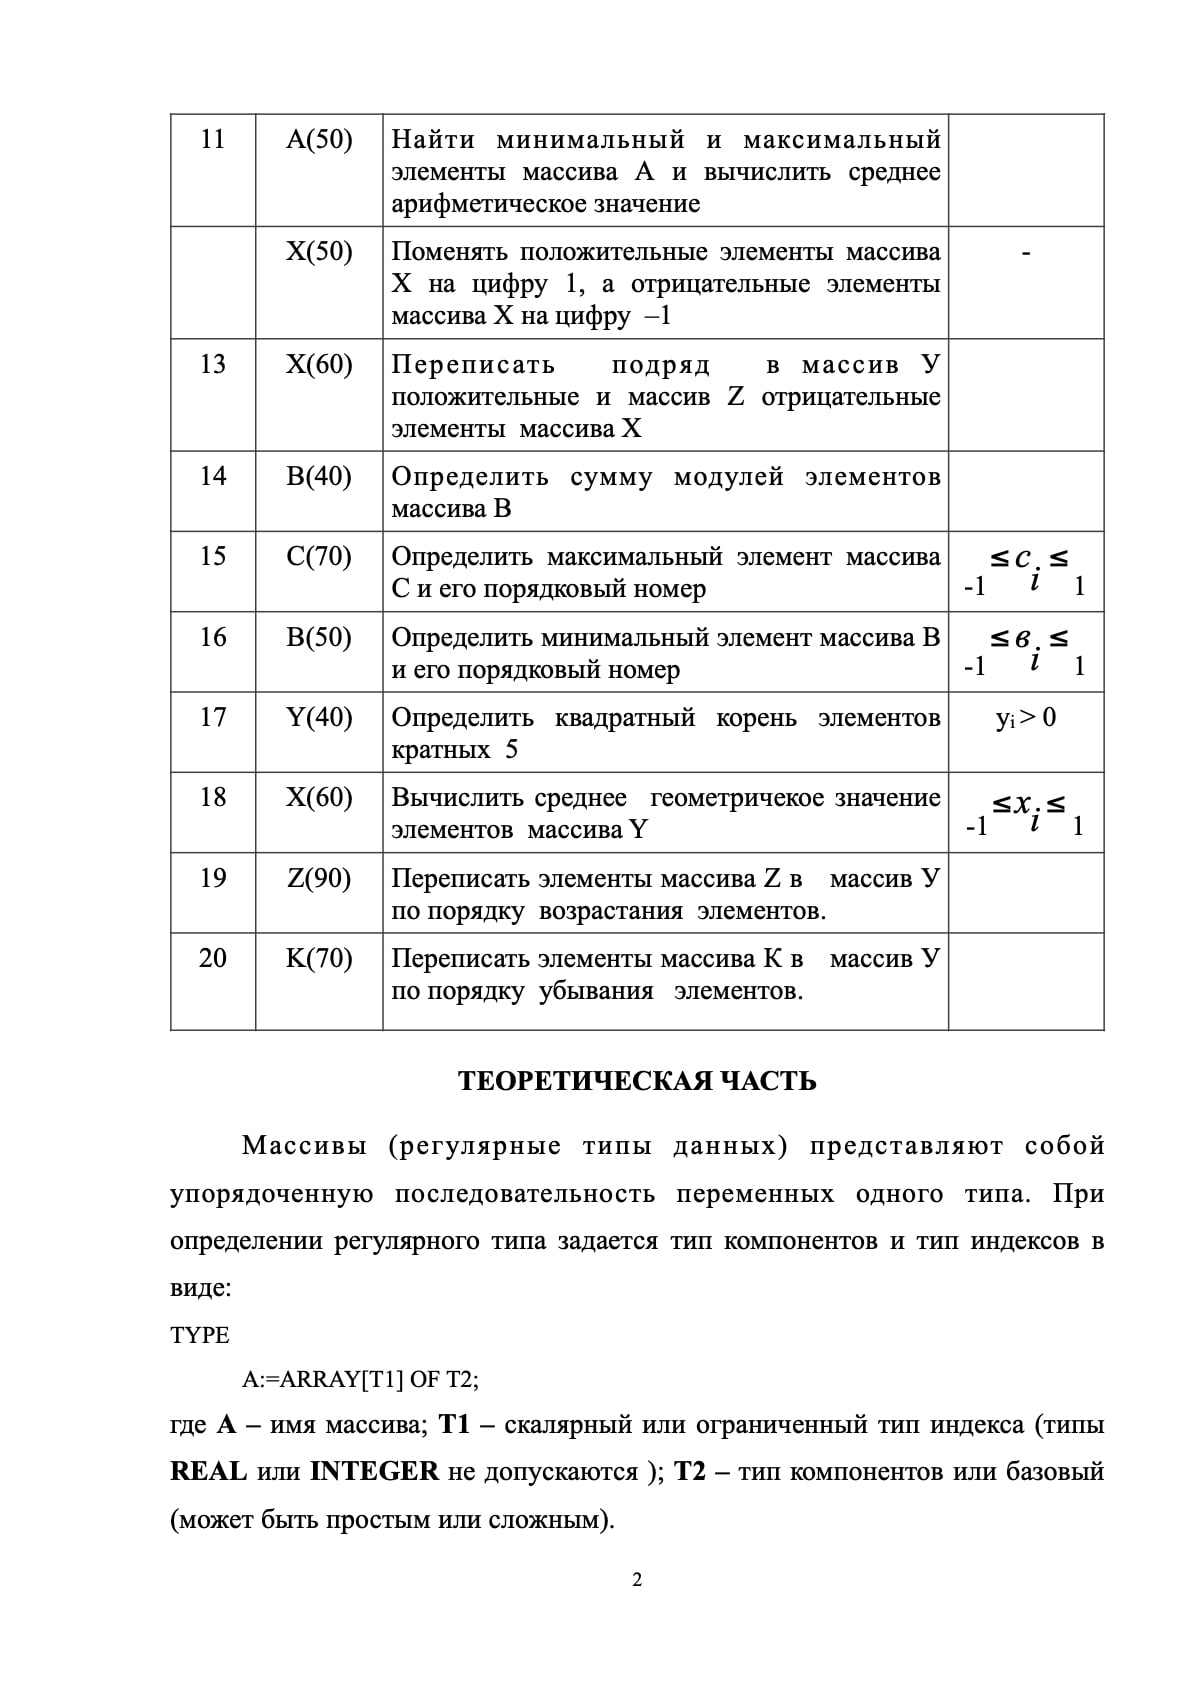 11 А(50) Найти минимальный и максимальный
элементы массива А и вычислить среднее
арифметическое значение
Х(50) Поменять положительные элементы массива -
Х на цифру 1, а отрицательные элементы
массива Х на цифру –1
13 Х(60) Переписать подряд в массив У
положительные и массив Z отрицательные
элементы массива Х
14 В(40) Определить сумму модулей элементов
массива В
15 С(70) Определить максимальный элемент массива -1 ≤ c_i ≤ 1
С и его порядковый номер
16 В(50) Определить минимальный элемент массива В -1 ≤ в_i ≤ 1
и его порядковый номер
17 Y(40) Определить квадратный корень элементов y_i > 0
кратных 5
18 Х(60) Вычислить среднее геометричекое значение -1 ≤ x_i ≤ 1
элементов массива Y
19 Z(90) Переписать элементы массива Z в массив У
по порядку возрастания элементов.
20 К(70) Переписать элементы массива К в массив У
по порядку убывания элементов.
ТЕОРЕТИЧЕСКАЯ ЧАСТЬ
Массивы (регулярные типы данных) представляют собой
упорядоченную последовательность переменных одного типа. При
определении регулярного типа задается тип компонентов и тип индексов в
виде:
TYPE
A:=ARRAY[T1] OF T2;
где А – имя массива; Т1 – скалярный или ограниченный тип индекса (типы
REAL или INTEGER не допускаются ); Т2 – тип компонентов или базовый
(может быть простым или сложным).
2